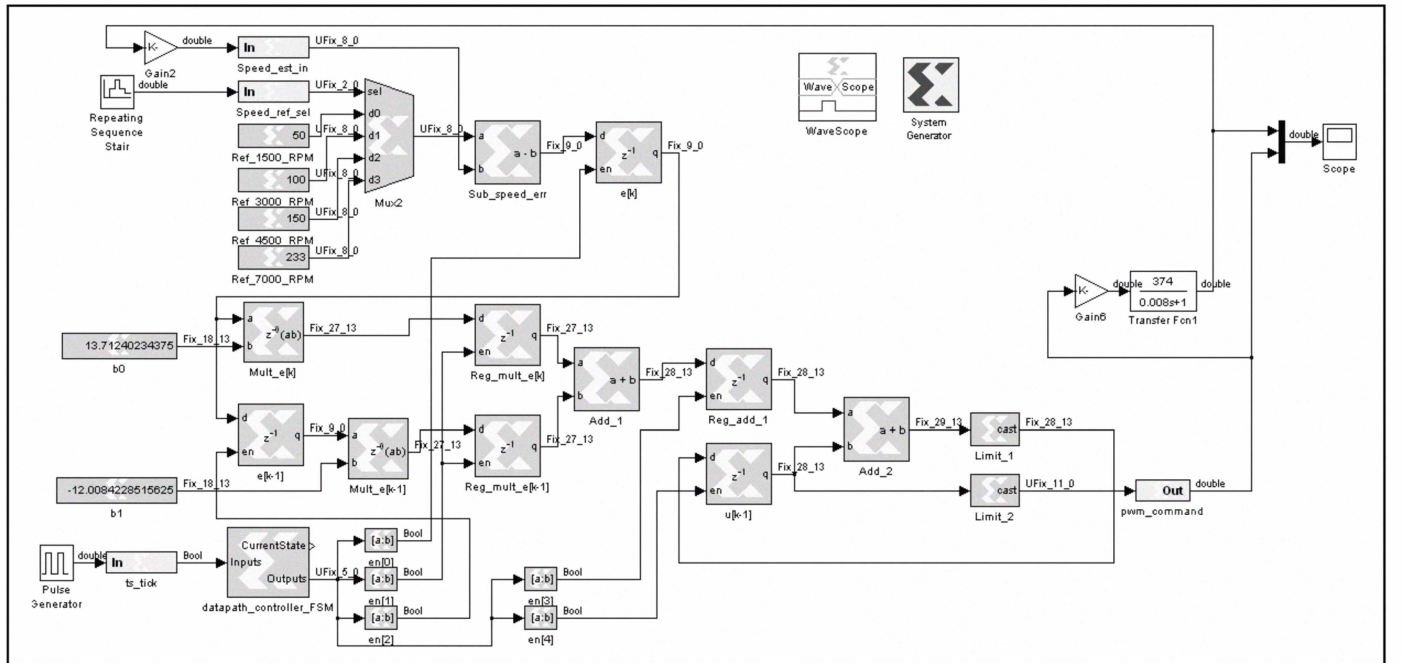 K-
double
Gain2
In
UFix_8_0
Speed_est_in
double
Repeating
Sequence
Stair
In
UFix_2_0
Speed_ref_sel
50
UFix_8_0
Ref_1500_RPM
100
UFix_8_0
Ref_3000_RPM
150
UFix_8_0
Ref_4500_RPM
233
UFix_8_0
Ref_7000_RPM
sel
d0
d1
d2
d3
Mux2
UFix_8_0
a
b
a - b
Sub_speed_err
Fix_9_0
d
en
z-1
q
e[k]
Fix_9_0
Wave Scope
WaveScope
System
Generator
double
Scope
K-
Gain6
double
374
0.008s+1
Transfer Fcn1
double
13.71240234375
b0
Fix_18_13
a
b
z-0(ab)
Mult_e[k]
Fix_27_13
d
en
z-1
q
Reg_mult_e[k]
Fix_27_13
d
en
z-1
q
e[k-1]
Fix_9_0
a
b
z-0(ab)
Mult_e[k-1]
Fix_27_13
d
en
z-1
q
Reg_mult_e[k-1]
Fix_27_13
a
b
a + b
Add_1
Fix_28_13
d
en
z-1
q
Reg_add_1
Fix_28_13
d
en
z-1
q
u[k-1]
Fix_28_13
a
b
a + b
Add_2
Fix_29_13
cast
Limit_1
Fix_28_13
cast
Limit_2
UFix_11_0
Out
pwm_command
double
-12.0084228515625
b1
Fix_18_13
Pulse
Generator
double
In
ts_tick
Bool
CurrentState
Inputs
Outputs
datapath_controller_FSM
UFix_5_0
[a:b]
Bool
en[0]
[a:b]
Bool
en[1]
[a:b]
Bool
en[2]
[a:b]
Bool
en[3]
[a:b]
Bool
en[4]